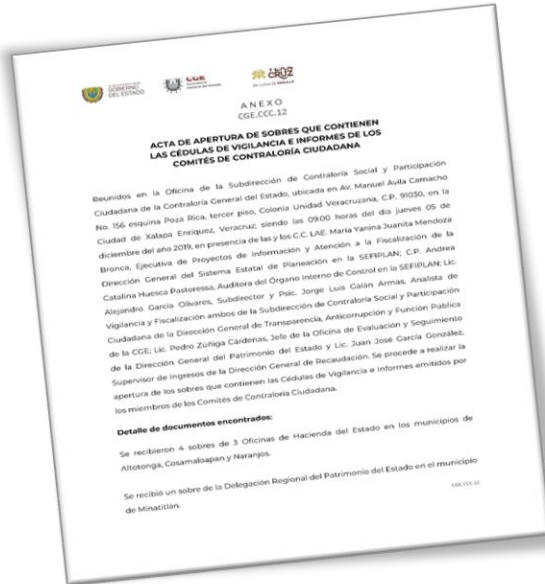 GOBIERNO
DEL ESTADO
CGE
CRUZ
ANEXO
CGE.CCC.12
ACTA DE APERTURA DE SOBRES QUE CONTIENEN
LAS CÉDULAS DE VIGILANCIA E INFORMES DE LOS
COMITÉS DE CONTRALORÍA CIUDADANA
Reunidos en la Oficina de la Subdirección de Contraloría Social y Participación
Ciudadana de la Contraloría General del Estado, ubicada en Av. Manuel Ávila Camacho
No. 156 esquina Poza Rica, tercer piso, Colonia Unidad Veracruzana, C.P. 91030, en la
Ciudad de Xalapa Enríquez, Veracruz; siendo las 09:00 horas del día jueves 05 de
diciembre del año 2019, en presencia de las y los C.C. LAE. María Yanina Juanita Mendoza
Bronca, Ejecutiva de Proyectos de Información y Atención a la Fiscalización de la
Dirección General del Sistema Estatal de Planeación en la SEFIPLAN; C.P. Andrea
Catalina Huesca Pastoressa, Auditora del Órgano Interno de Control en la SEFIPLAN; Lic.
Alejandro García Olivares, Subdirector y Psic. Jorge Luis Galán Armas, Analista de
Vigilancia y Fiscalización ambos de la Subdirección de Contraloría Social y Participación
Ciudadana de la Dirección General de Transparencia, Anticorrupción y Función Pública
de la CGE; Lic. Pedro Zúñiga Cárdenas, Jefe de la Oficina de Evaluación y Seguimiento
de la Dirección General del Patrimonio del Estado y Lic. Juan José García González,
Supervisor de Ingresos de la Dirección General de Recaudación. Se procede a realizar la
apertura de los sobres que contienen las Cédulas de Vigilancia e Informes emitidos por
los miembros de los Comités de Contraloría Ciudadana.
Detalle de documentos encontrados:
Se recibieron 4 sobres de 3 Oficinas de Hacienda del Estado en los municipios de
Altotonga, Cosamaloapan y Naranjos.
Se recibió un sobre de la Delegación Regional del Patrimonio del Estado en el municipio
de Minatitlán.
CGE.CCC.12